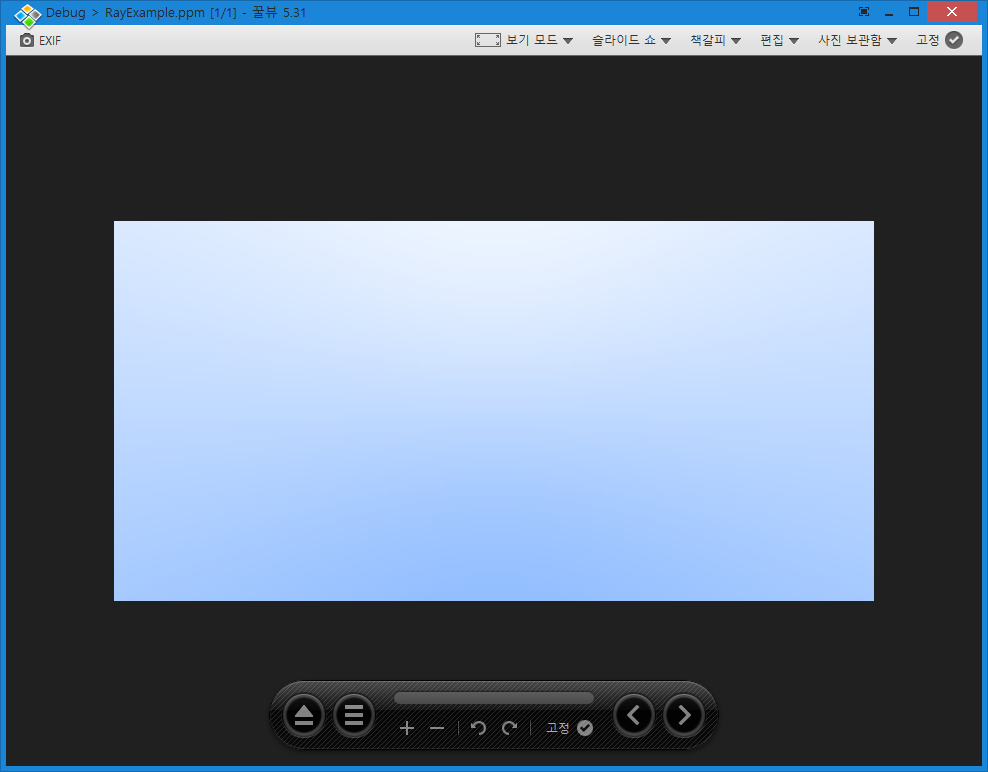 Debug > RayExample.ppm [1/1] - 꿀뷰 5.31
EXIF 보기 모드 슬라이드 쇼 책갈피 편집 사진 보관함 고정
고정